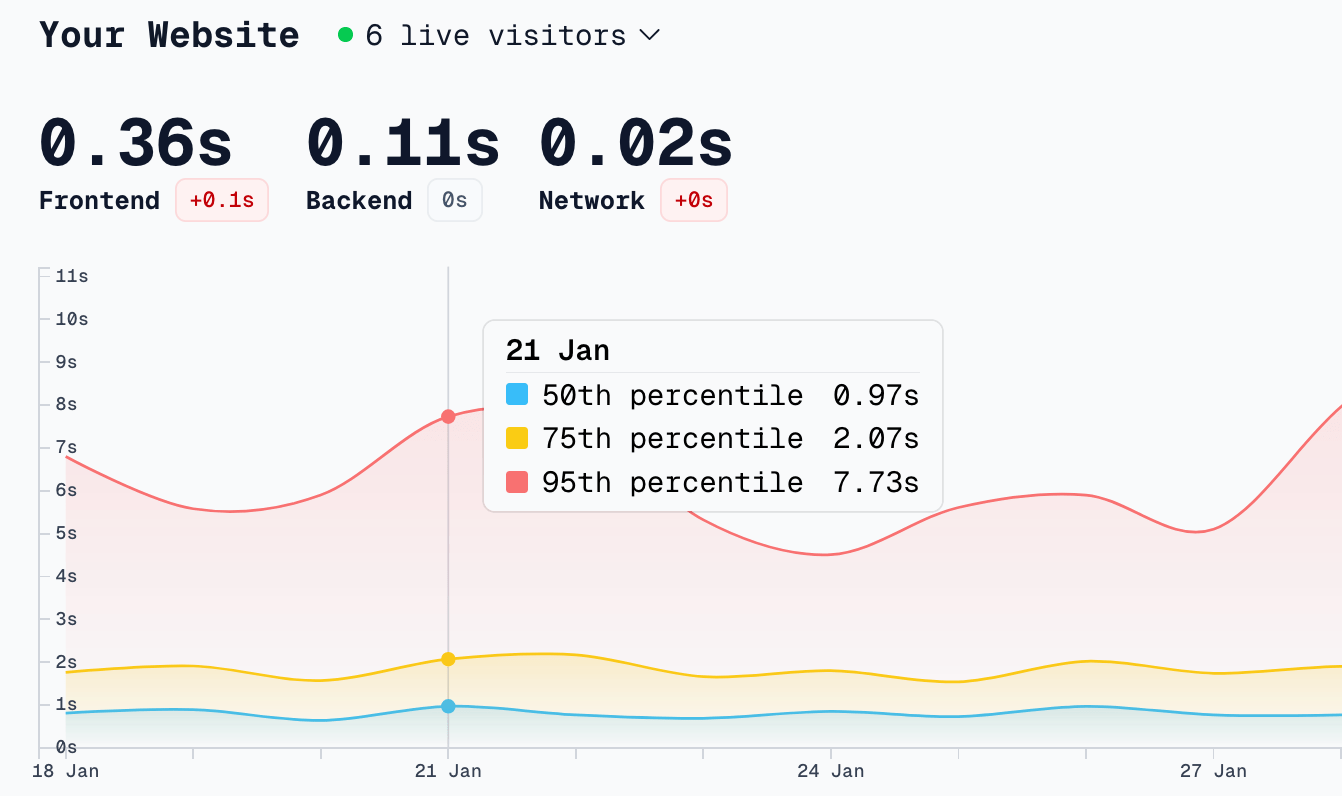 Your Website 6 live visitors
0.36s 0.11s 0.02s
Frontend +0.1s Backend 0s Network +0s
11s
10s
9s
8s
7s
6s
5s
4s
3s
2s
1s
0s
21 Jan
50th percentile 0.97s
75th percentile 2.07s
95th percentile 7.73s
18 Jan 21 Jan 24 Jan 27 Jan